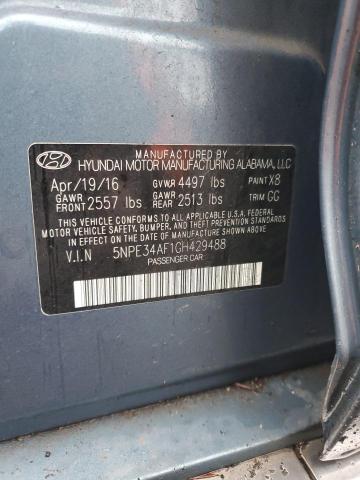 MANUFACTURED BY
HYUNDAI MOTOR MANUFACTURING ALABAMA, LLC
Apr/19/16 GVWR 4497 lbs PAINT X8
GAWR FRONT 2557 lbs GAWR REAR 2513 lbs TRIM GG
THIS VEHICLE CONFORMS TO ALL APPLICABLE U.S.A. FEDERAL
MOTOR VEHICLE SAFETY, BUMPER, AND THEFT PREVENTION
STANDARDS IN EFFECT ON THE DATE OF MANUFACTURE SHOWN ABOVE.
V.I.N 5NPE34AF1GH429488
PASSENGER CAR